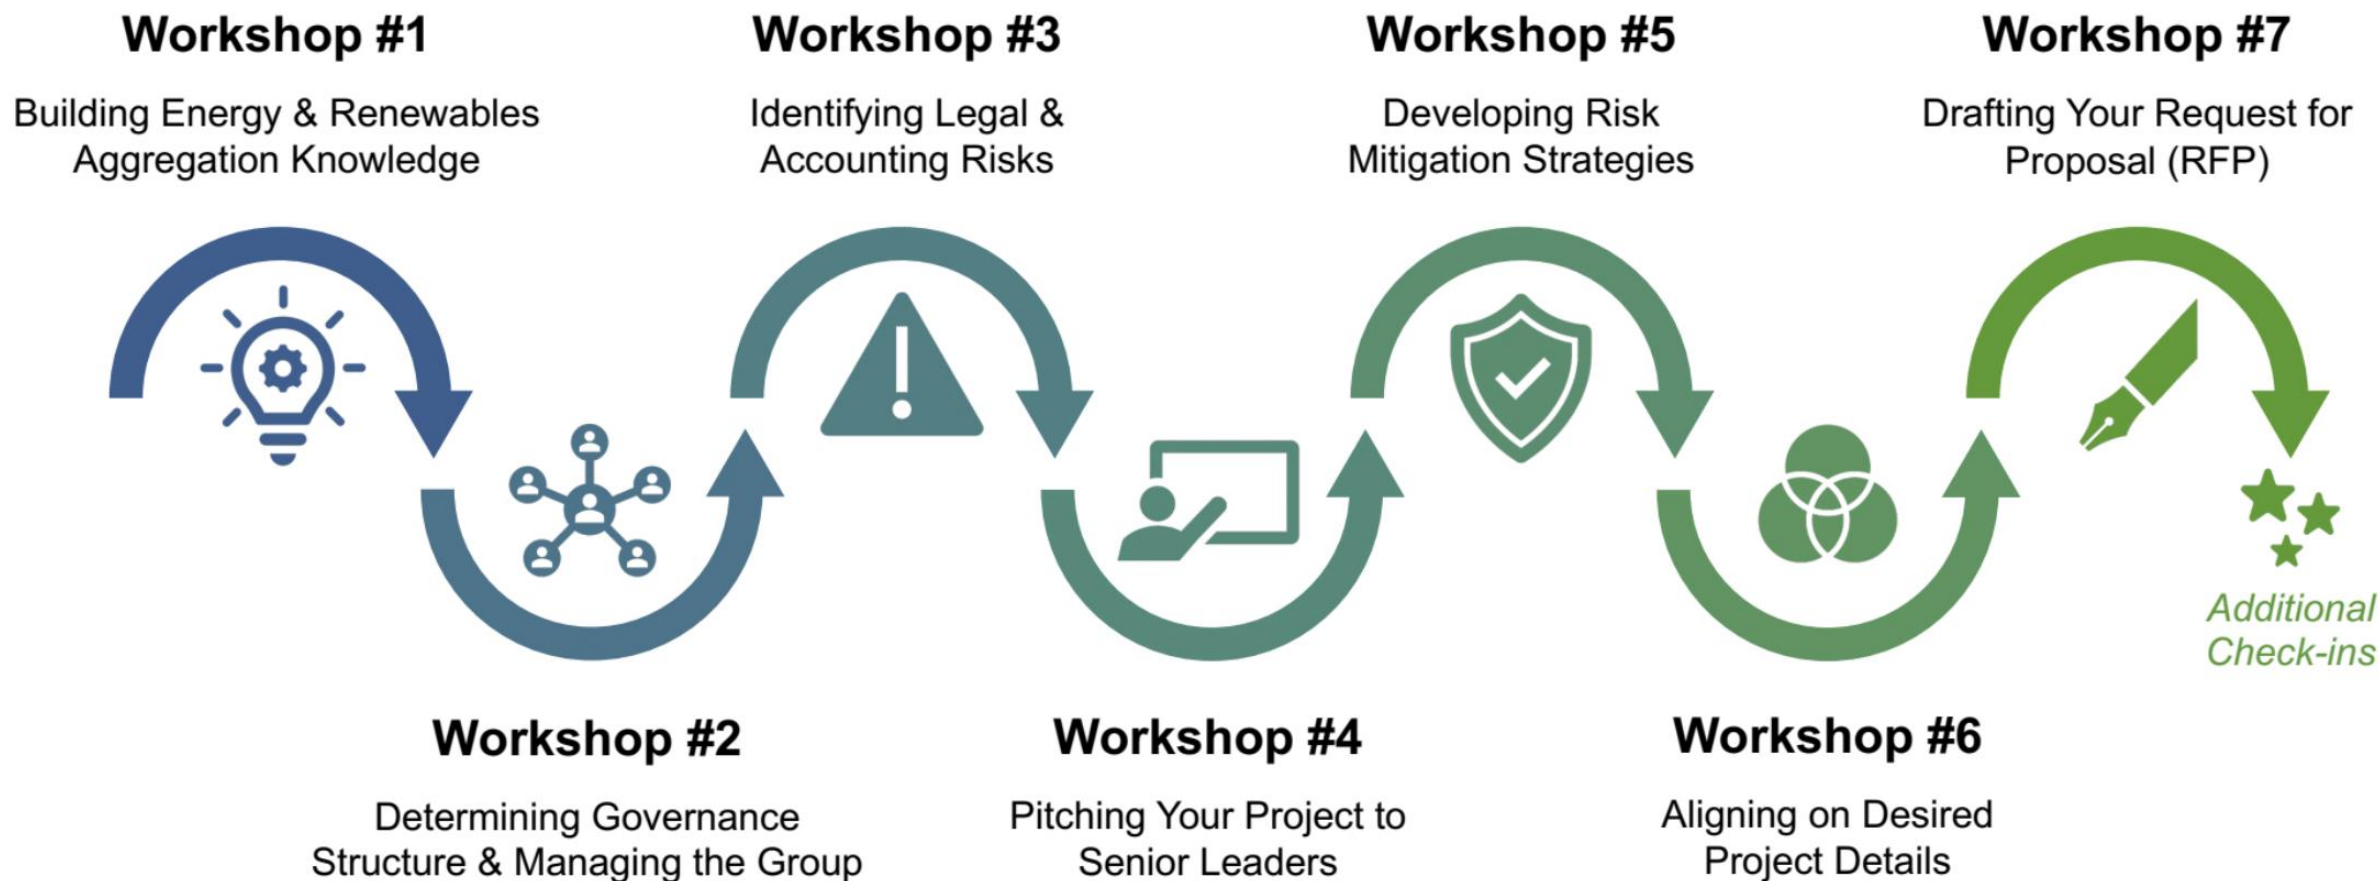 Workshop #1
Building Energy & Renewables
Aggregation Knowledge
Workshop #2
Determining Governance
Structure & Managing the Group
Workshop #3
Identifying Legal &
Accounting Risks
Workshop #4
Pitching Your Project to
Senior Leaders
Workshop #5
Developing Risk
Mitigation Strategies
Workshop #6
Aligning on Desired
Project Details
Workshop #7
Drafting Your Request for
Proposal (RFP)
Additional
Check-ins